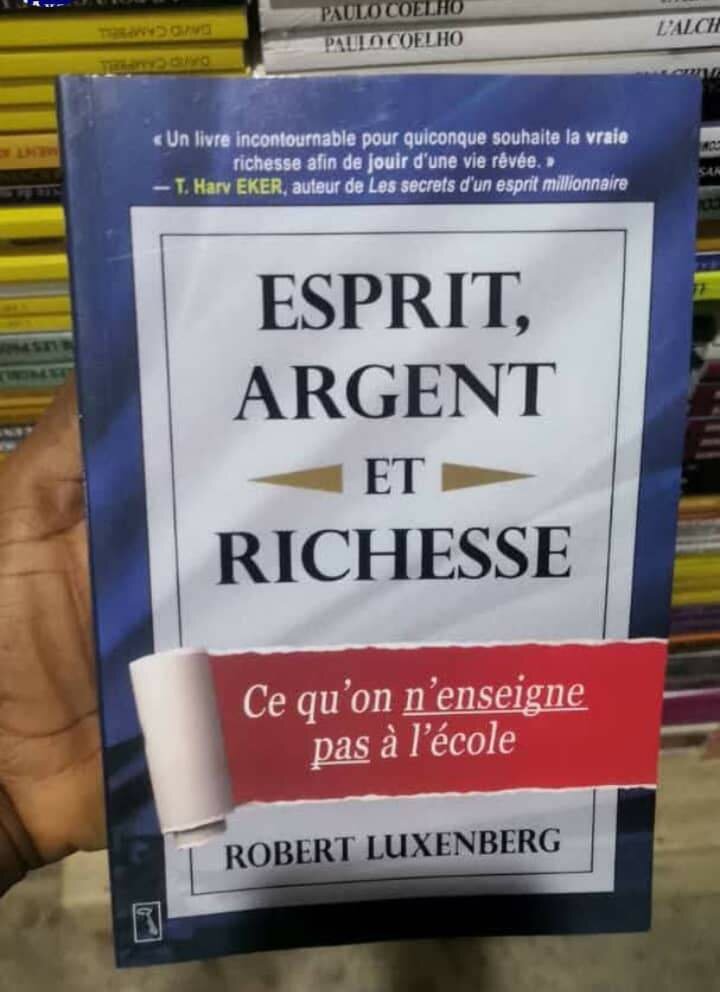 PAULO COELHO
PAULO COELHO
L'ALCH
DAVID CAMPBELL
« Un livre incontournable pour quiconque souhaite la vraie
richesse afin de jouir d'une vie rêvée. »
— T. Harv EKER, auteur de Les secrets d'un esprit millionnaire
ESPRIT,
ARGENT
ET
RICHESSE
Ce qu'on n'enseigne
pas à l'école
ROBERT LUXENBERG